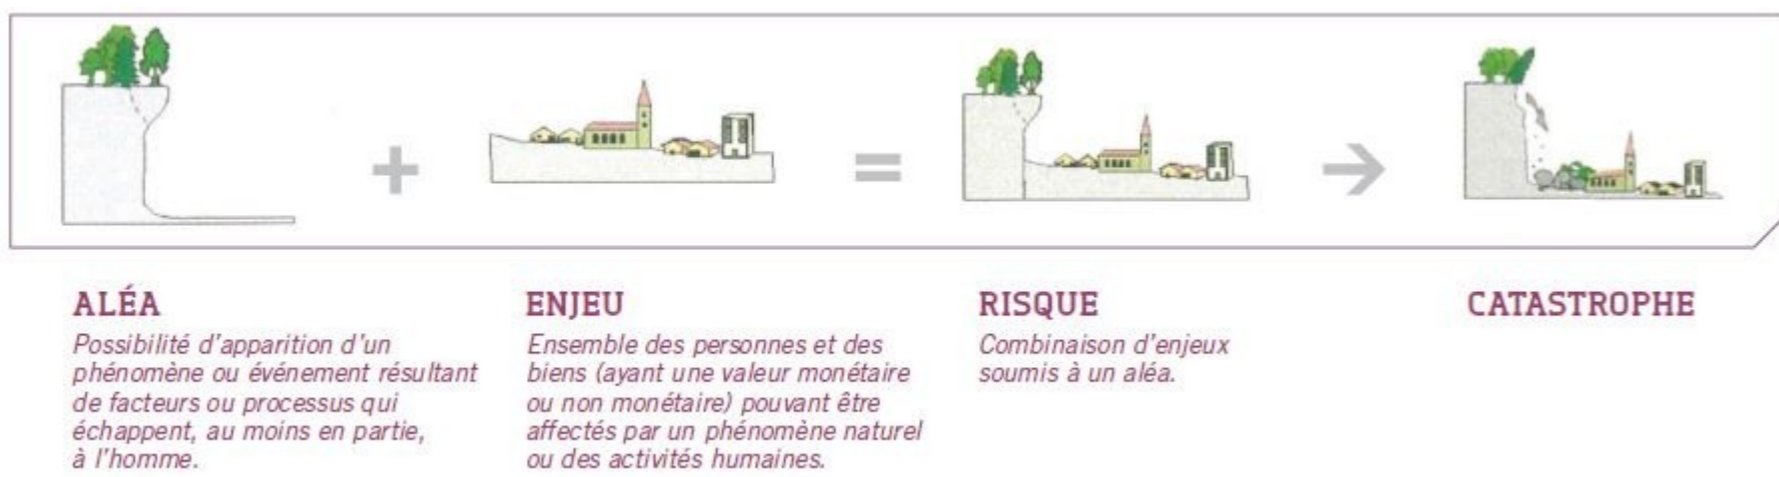 ALÉA
Possibilité d'apparition d'un
phénomène ou événement résultant
de facteurs ou processus qui
échappent, au moins en partie,
à l'homme.
ENJEU
Ensemble des personnes et des
biens (ayant une valeur monétaire
ou non monétaire) pouvant être
affectés par un phénomène naturel
ou des activités humaines.
RISQUE
Combinaison d'enjeux
soumis à un aléa.
CATASTROPHE